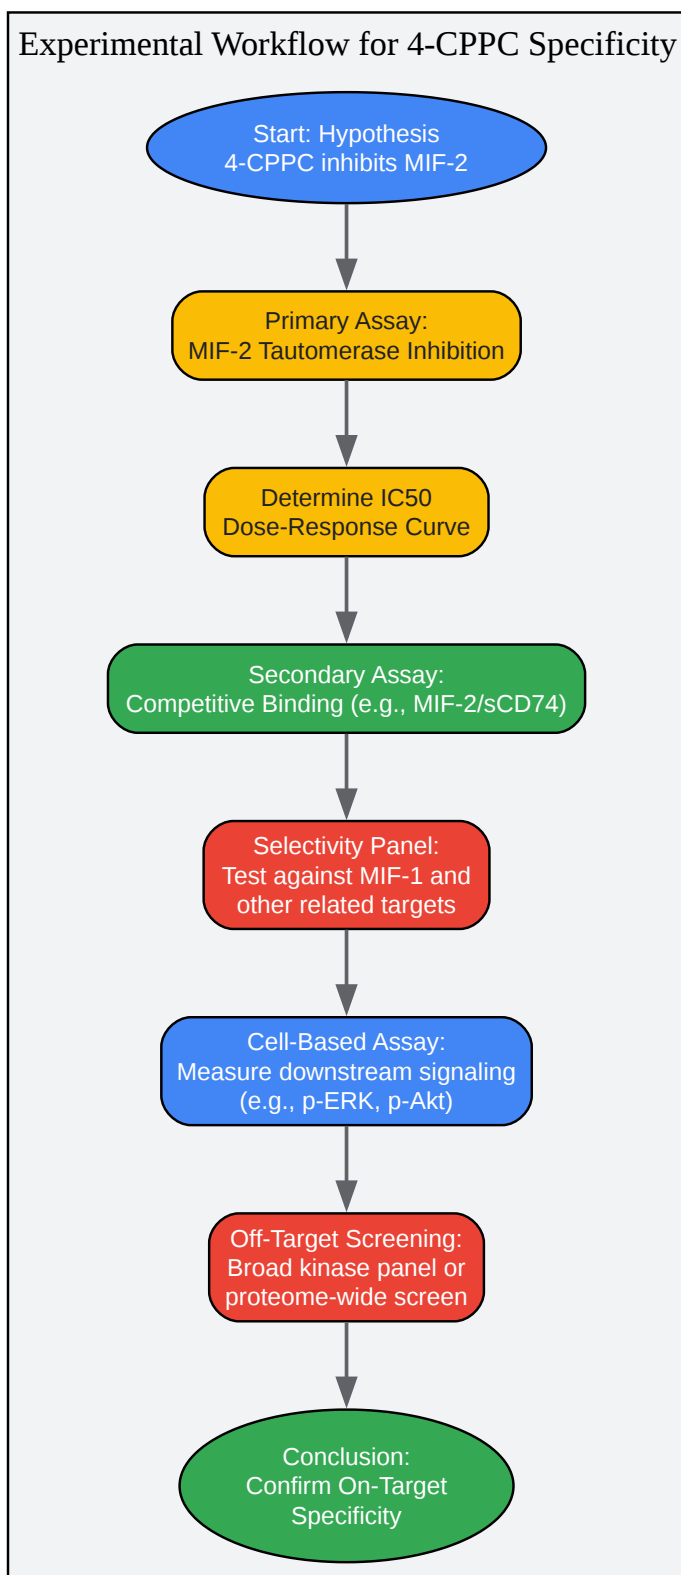 Experimental Workflow for 4-CPPC Specificity
Start: Hypothesis
4-CPPC inhibits MIF-2
Primary Assay:
MIF-2 Tautomerase Inhibition
Determine IC50
Dose-Response Curve
Secondary Assay:
Competitive Binding (e.g., MIF-2/sCD74)
Selectivity Panel:
Test against MIF-1 and
other related targets
Cell-Based Assay:
Measure downstream signaling
(e.g., p-ERK, p-Akt)
Off-Target Screening:
Broad kinase panel or
proteome-wide screen
Conclusion:
Confirm On-Target
Specificity